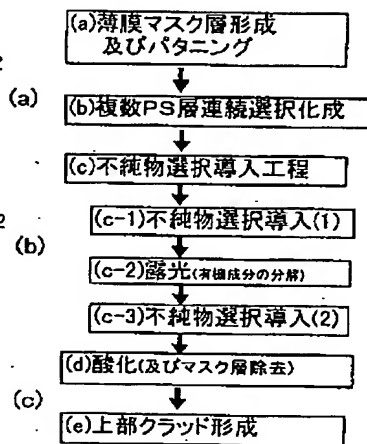 (a)薄膜マスク層形成
及びパタニング
(a)
(b)複数PS層連続選択化成
(c)不純物選択導入工程
(c-1)不純物選択導入(1)
(b)
(c-2)露光(有機成分の分解)
(c-3)不純物選択導入(2)
(d)酸化(及びマスク層除去)
(c)
(e)上部クラッド形成